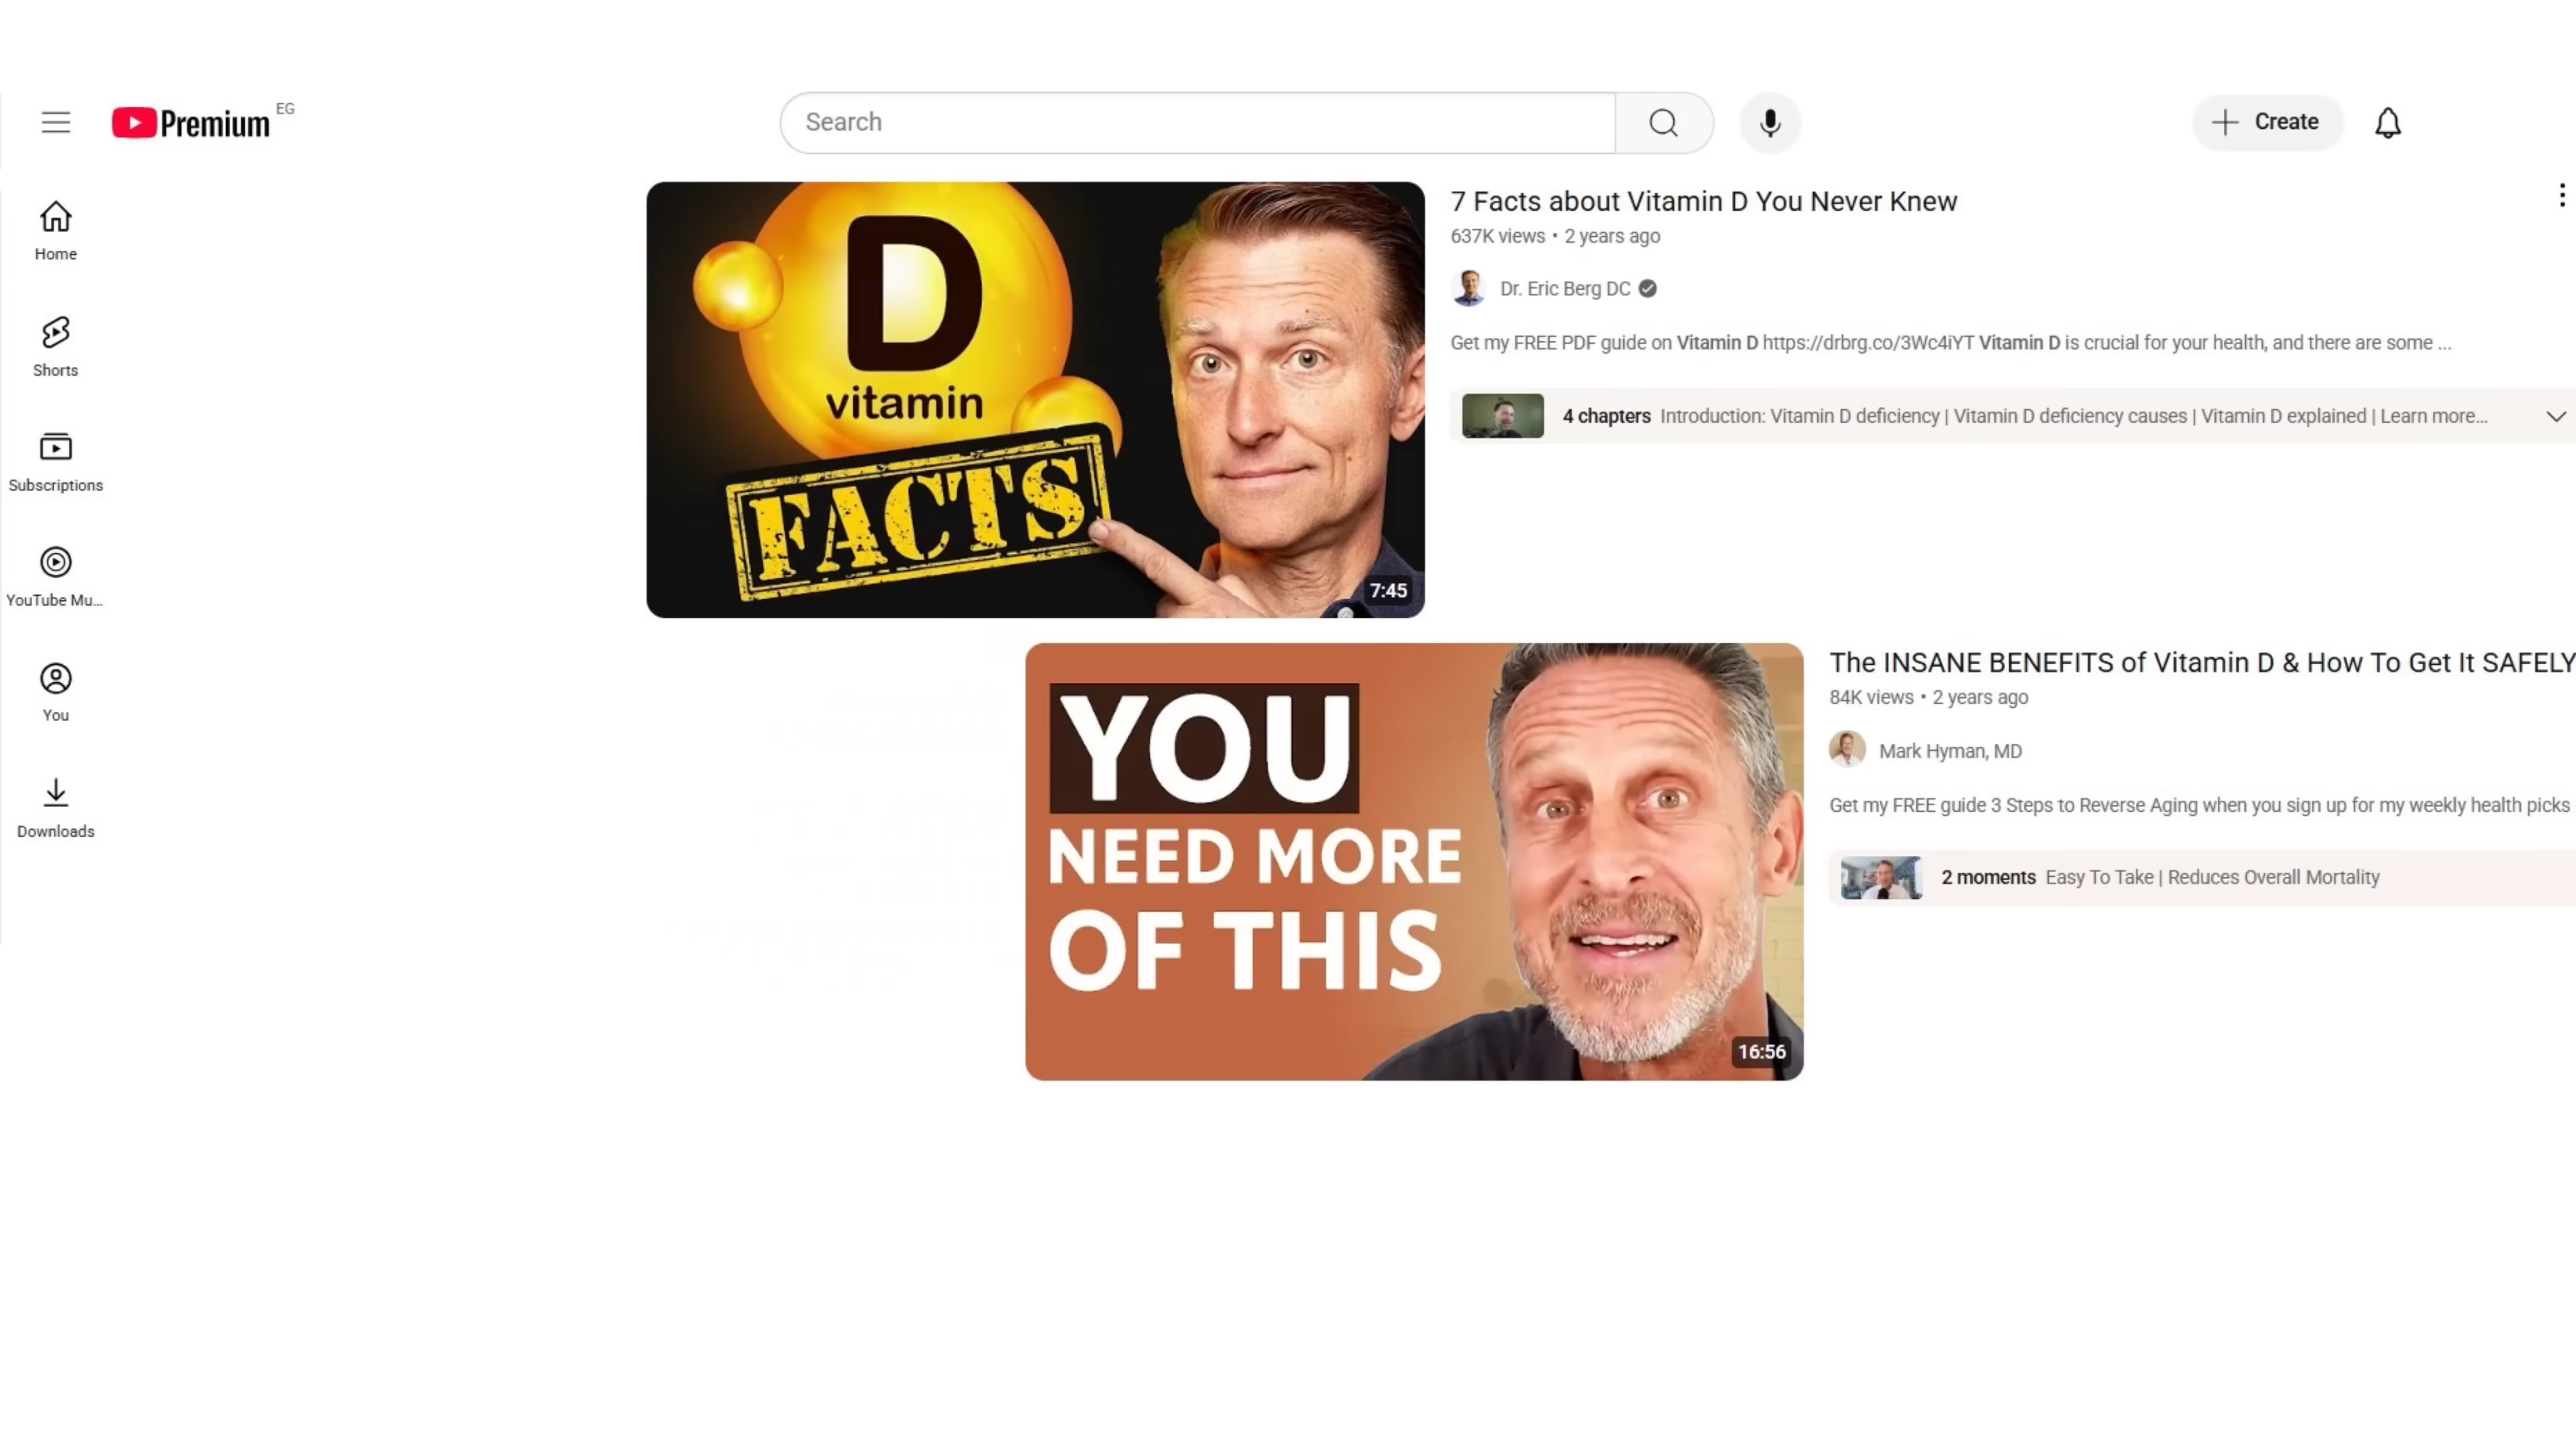 Premium EG
Search
Create
Home
Shorts
Subscriptions
YouTube Mu...
You
Downloads
D
vitamin
FACTS
7:45
7 Facts about Vitamin D You Never Knew
637K views • 2 years ago
Dr. Eric Berg DC
Get my FREE PDF guide on Vitamin D https://drbrg.co/3Wc4iYT Vitamin D is crucial for your health, and there are some ...
4 chapters Introduction: Vitamin D deficiency | Vitamin D deficiency causes | Vitamin D explained | Learn more...
YOU
NEED MORE
OF THIS
16:56
The INSANE BENEFITS of Vitamin D & How To Get It SAFELY
84K views • 2 years ago
Mark Hyman, MD
Get my FREE guide 3 Steps to Reverse Aging when you sign up for my weekly health picks
2 moments Easy To Take | Reduces Overall Mortality